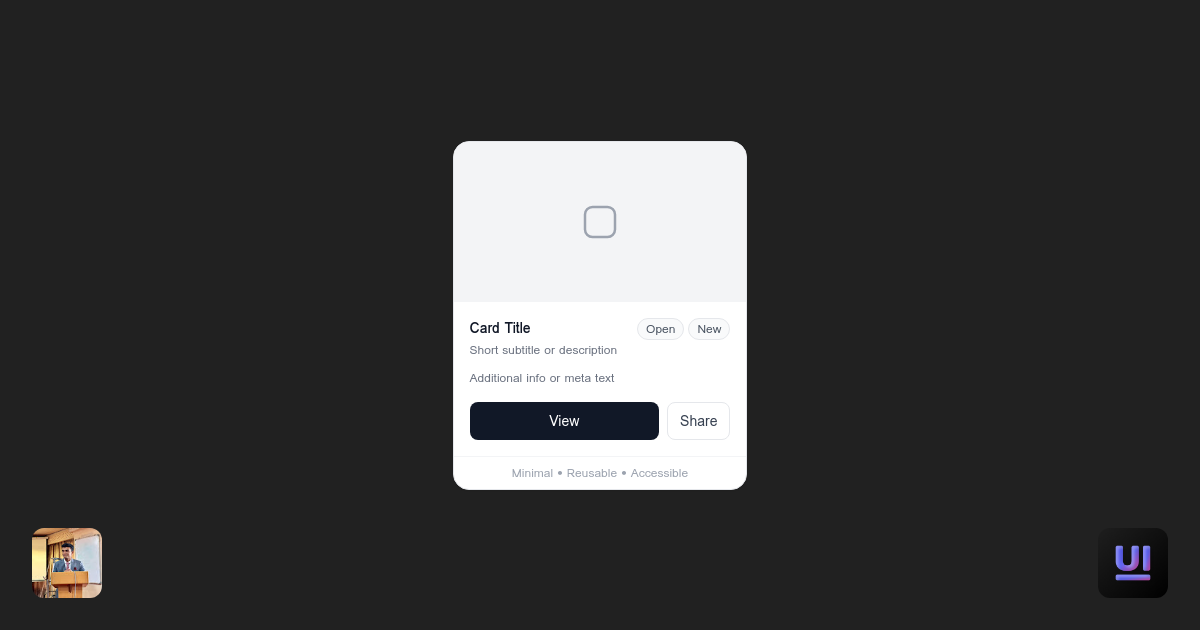 Card Title
Open
New
Short subtitle or description
Additional info or meta text
View
Share
Minimal • Reusable • Accessible
UI